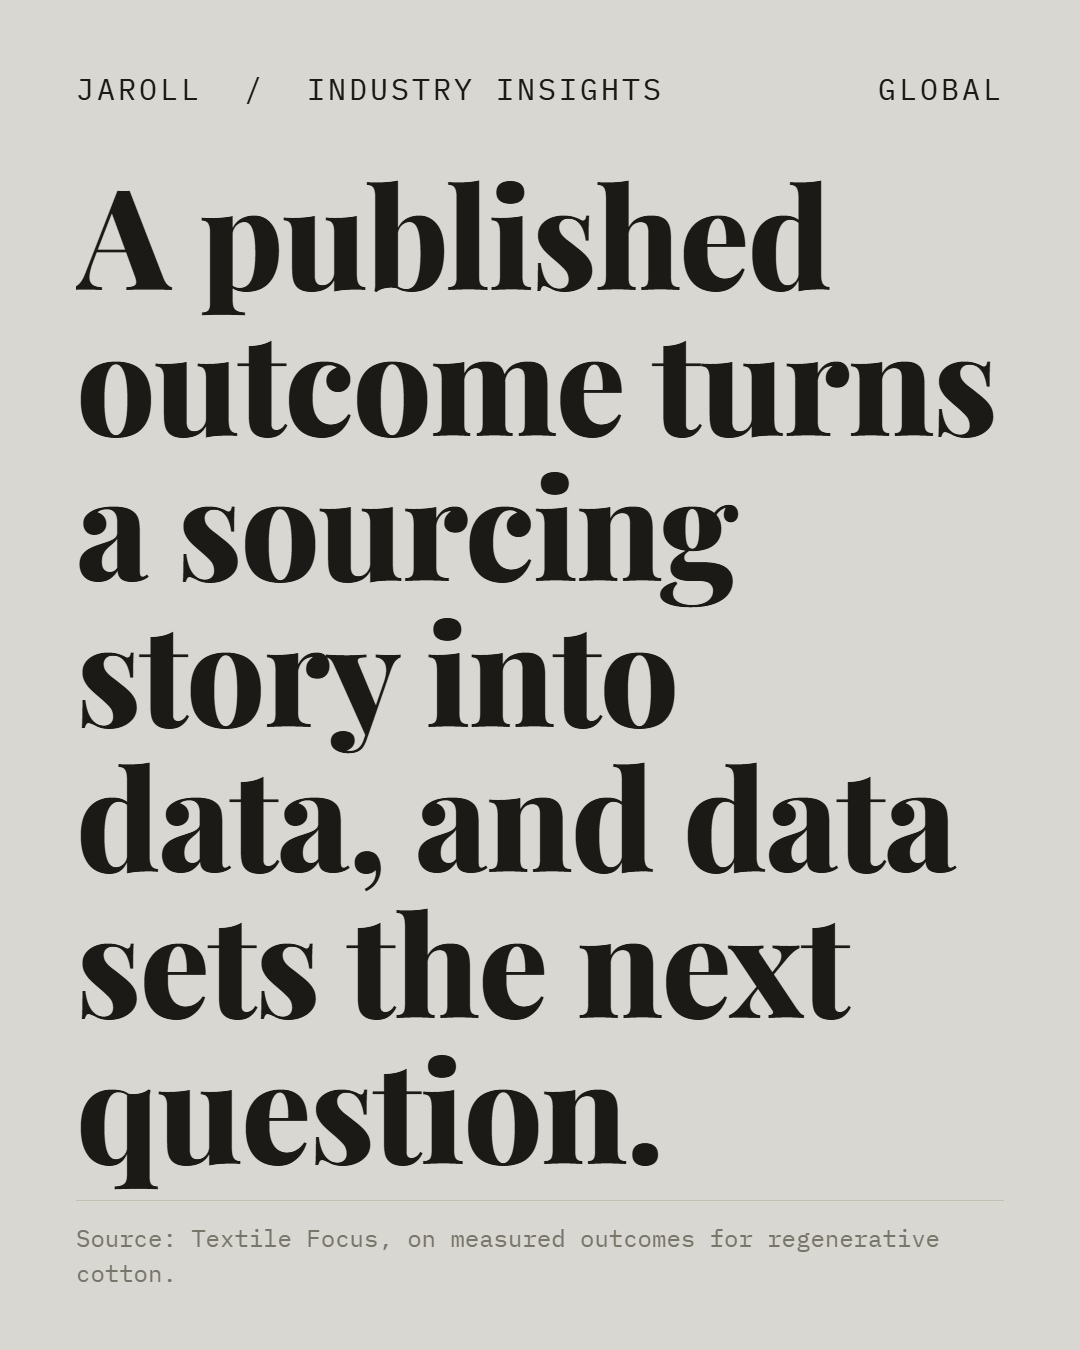 JAROLL / INDUSTRY INSIGHTS GLOBAL
A published
outcome turns
a sourcing
story into
data, and data
sets the next
question.
Source: Textile Focus, on measured outcomes for regenerative
cotton.